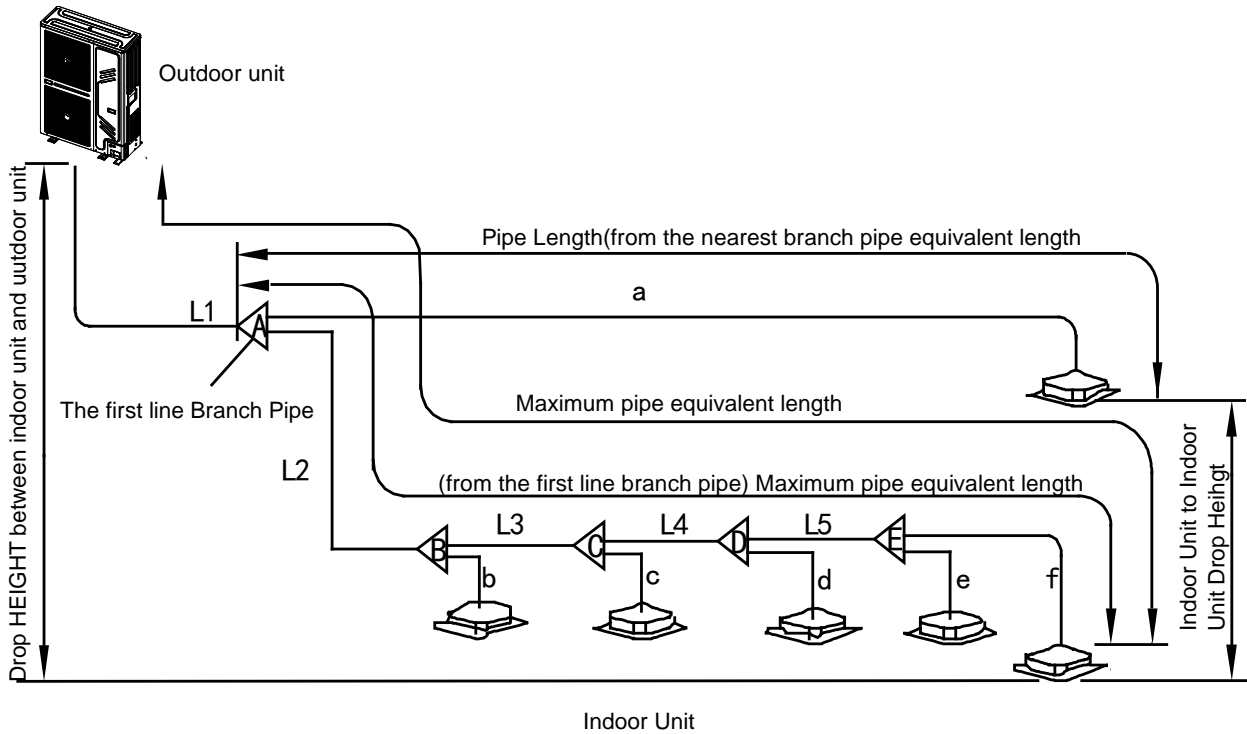 Outdoor unit
Drop HEIGHT between indoor unit and uutdoor unit
Pipe Length(from the nearest branch pipe equivalent length
a
L1
A
The first line Branch Pipe
Maximum pipe equivalent length
L2
(from the first line branch pipe) Maximum pipe equivalent length
L3
L4
L5
B
C
D
E
b
c
d
e
f
Indoor Unit to Indoor
Unit Drop Heihgt
Indoor Unit